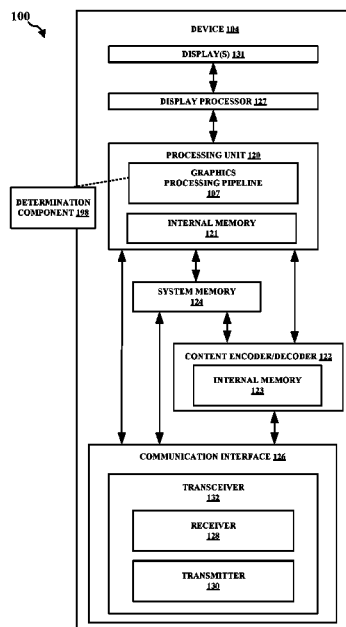 100
DEVICE 104
DISPLAY(S) 131
DISPLAY PROCESSOR 127
PROCESSING UNIT 120
GRAPHICS
PROCESSING PIPELINE
107
DETERMINATION
COMPONENT 198
INTERNAL MEMORY
121
SYSTEM MEMORY
124
CONTENT ENCODER/DECODER 122
INTERNAL MEMORY
123
COMMUNICATION INTERFACE 126
TRANSCEIVER
132
RECEIVER
128
TRANSMITTER
130